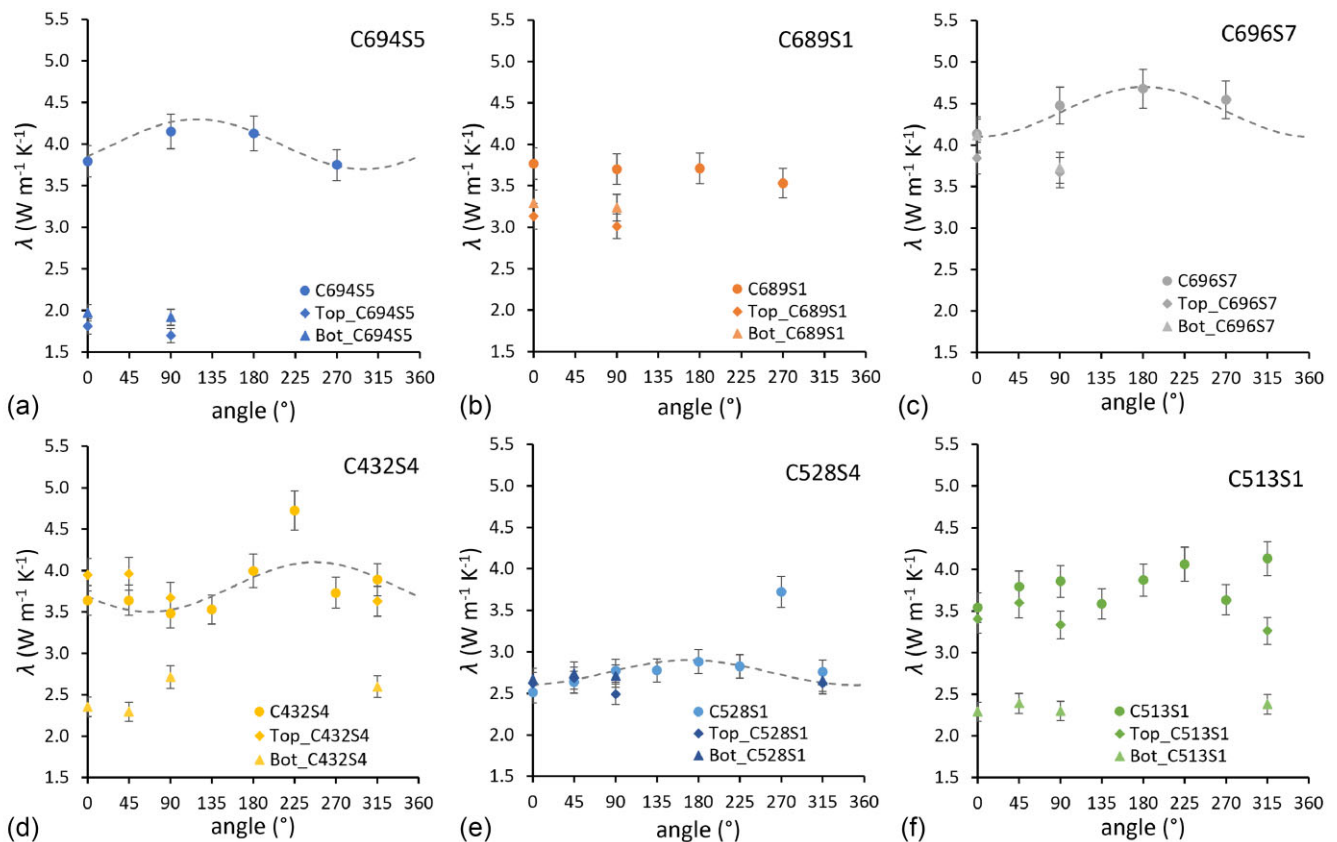 C694S5
5.5
5.0
4.5
4.0
3.5
3.0
2.5
2.0
1.5
λ (W m⁻¹ K⁻¹)
C694S5
Top_C694S5
Bot_C694S5
0 45 90 135 180 225 270 315 360
(a) angle (°)
C689S1
5.5
5.0
4.5
4.0
3.5
3.0
2.5
2.0
1.5
λ (W m⁻¹ K⁻¹)
C689S1
Top_C689S1
Bot_C689S1
0 45 90 135 180 225 270 315 360
(b) angle (°)
C696S7
5.5
5.0
4.5
4.0
3.5
3.0
2.5
2.0
1.5
λ (W m⁻¹ K⁻¹)
C696S7
Top_C696S7
Bot_C696S7
0 45 90 135 180 225 270 315 360
(c) angle (°)
C432S4
5.5
5.0
4.5
4.0
3.5
3.0
2.5
2.0
1.5
λ (W m⁻¹ K⁻¹)
C432S4
Top_C432S4
Bot_C432S4
0 45 90 135 180 225 270 315 360
(d) angle (°)
C528S4
5.5
5.0
4.5
4.0
3.5
3.0
2.5
2.0
1.5
λ (W m⁻¹ K⁻¹)
C528S1
Top_C528S1
Bot_C528S1
0 45 90 135 180 225 270 315 360
(e) angle (°)
C513S1
5.5
5.0
4.5
4.0
3.5
3.0
2.5
2.0
1.5
λ (W m⁻¹ K⁻¹)
C513S1
Top_C513S1
Bot_C513S1
0 45 90 135 180 225 270 315 360
(f) angle (°)